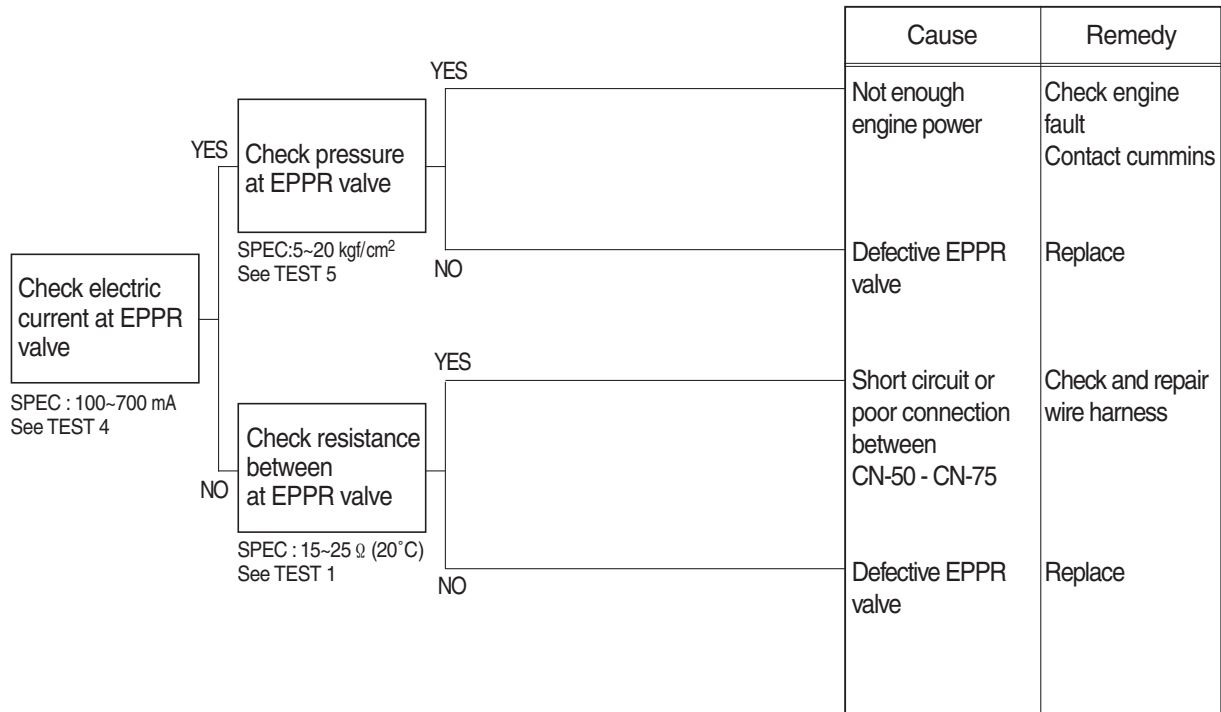 Cause
Remedy
YES
Not enough
engine power
Check engine
fault
Contact cummins
YES
Check pressure
at EPPR valve
SPEC:5~20 kgf/cm²
See TEST 5
NO
Defective EPPR
valve
Replace
Check electric
current at EPPR
valve
SPEC : 100~700 mA
See TEST 4
YES
Short circuit or
poor connection
between
CN-50 - CN-75
Check and repair
wire harness
NO
Check resistance
between
at EPPR valve
SPEC : 15~25 Ω (20˚C)
See TEST 1
NO
Defective EPPR
valve
Replace